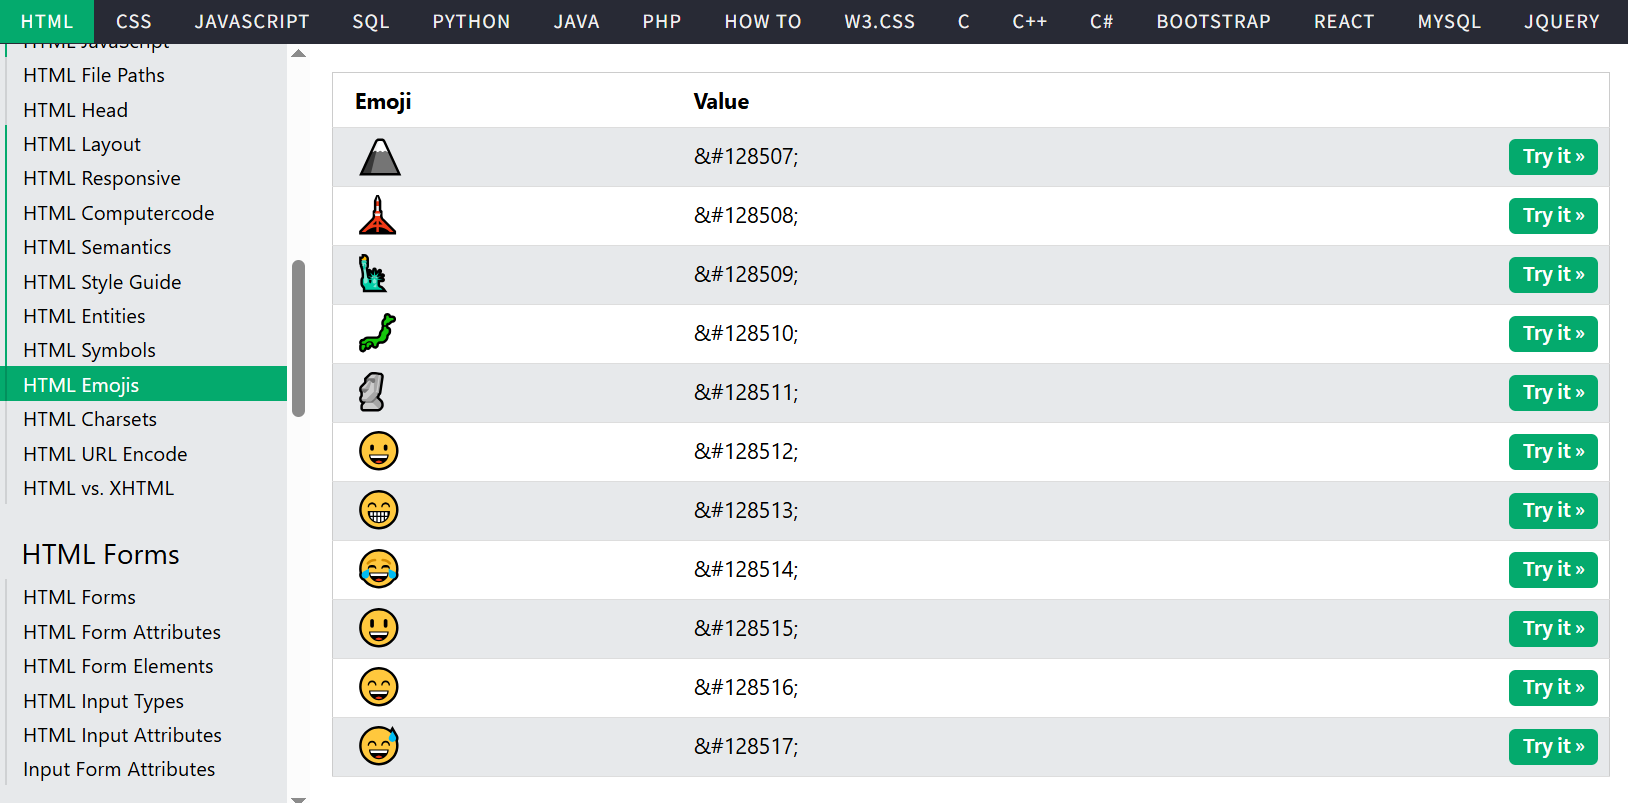 HTML CSS JAVASCRIPT SQL PYTHON JAVA PHP HOW TO W3.CSS C C++ C# BOOTSTRAP REACT MYSQL JQUERY
HTML JavaScript
HTML File Paths
HTML Head
HTML Layout
HTML Responsive
HTML Computercode
HTML Semantics
HTML Style Guide
HTML Entities
HTML Symbols
HTML Emojis
HTML Charsets
HTML URL Encode
HTML vs. XHTML
HTML Forms
HTML Forms
HTML Form Attributes
HTML Form Elements
HTML Input Types
HTML Input Attributes
Input Form Attributes
Emoji Value
&#128507; Try it »
&#128508; Try it »
&#128509; Try it »
&#128510; Try it »
&#128511; Try it »
&#128512; Try it »
&#128513; Try it »
&#128514; Try it »
&#128515; Try it »
&#128516; Try it »
&#128517; Try it »